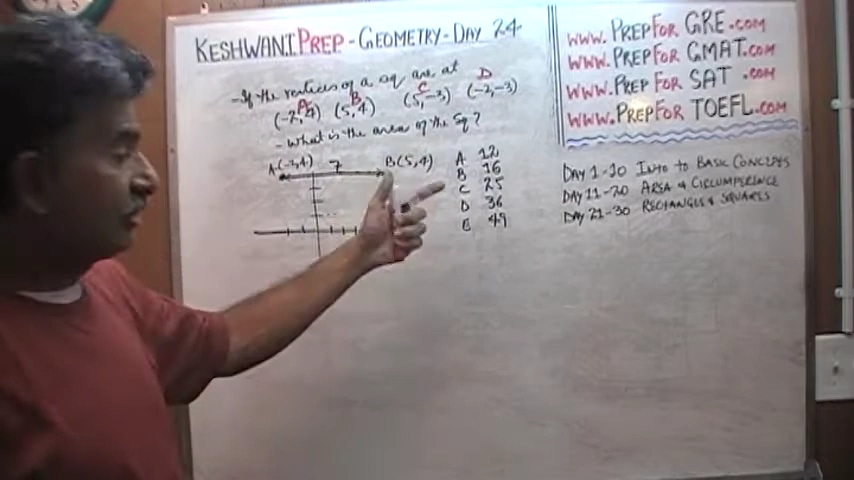 KESHWANI PREP - GEOMETRY - DAY 24
- If the vertices of a sq are at
A B C D
(-2, 4) (5, 4) (5, -3) (-2, -3)
- What is the area of the sq?
A (-2, 4) 7 B (5, 4)
A 12
B 16
C 25
D 36
E 49
WWW. PREPFOR GRE .COM
WWW. PREPFOR GMAT.COM
WWW. PREP FOR SAT .COM
WWW. PREPFOR TOEFL.COM
DAY 1-10 INTO TO BASIC CONCEPTS
DAY 11-20 AREA & CIRCUMFERENCE
DAY 21-30 RECTANGLES & SQUARES